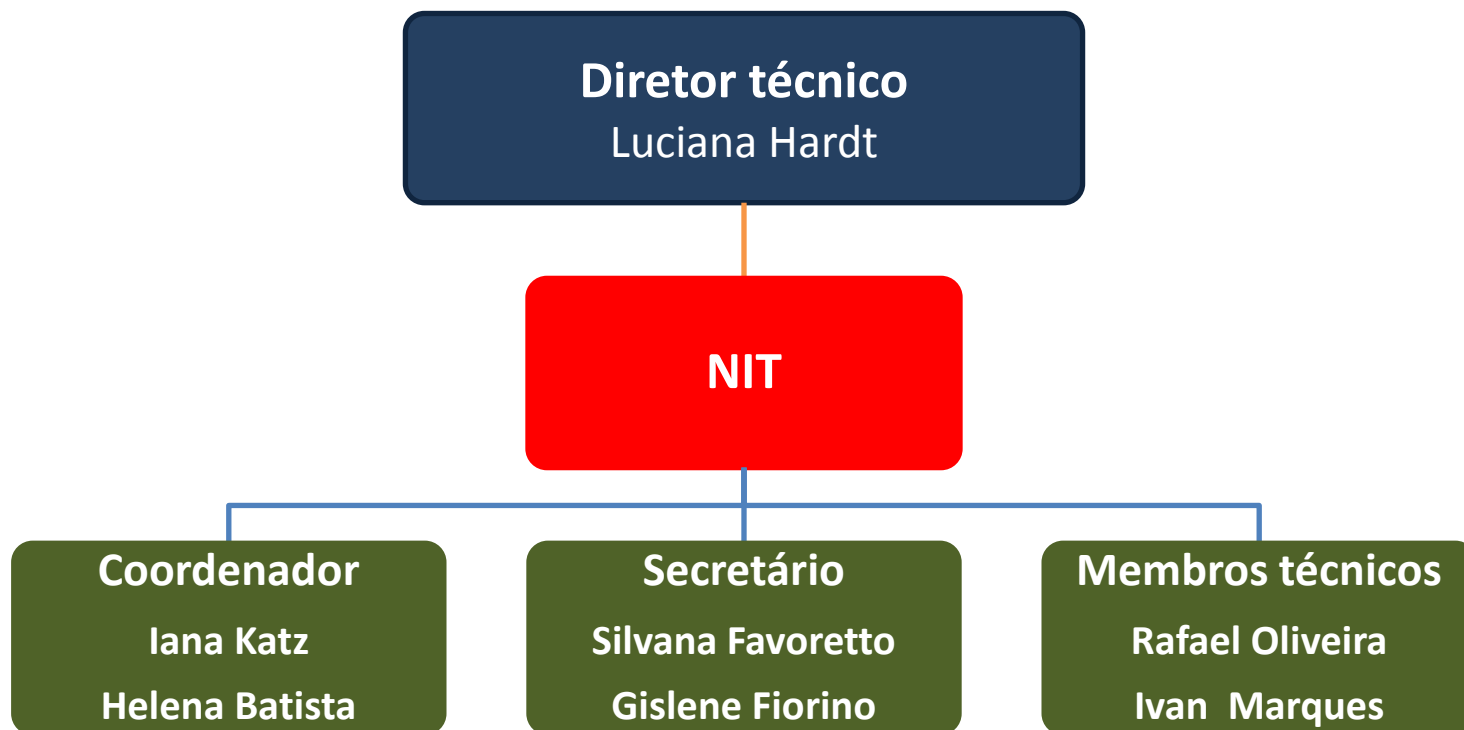 Diretor técnico
Luciana Hardt
NIT
Coordenador
Iana Katz
Helena Batista
Secretário
Silvana Favoretto
Gislene Fiorino
Membros técnicos
Rafael Oliveira
Ivan  Marques